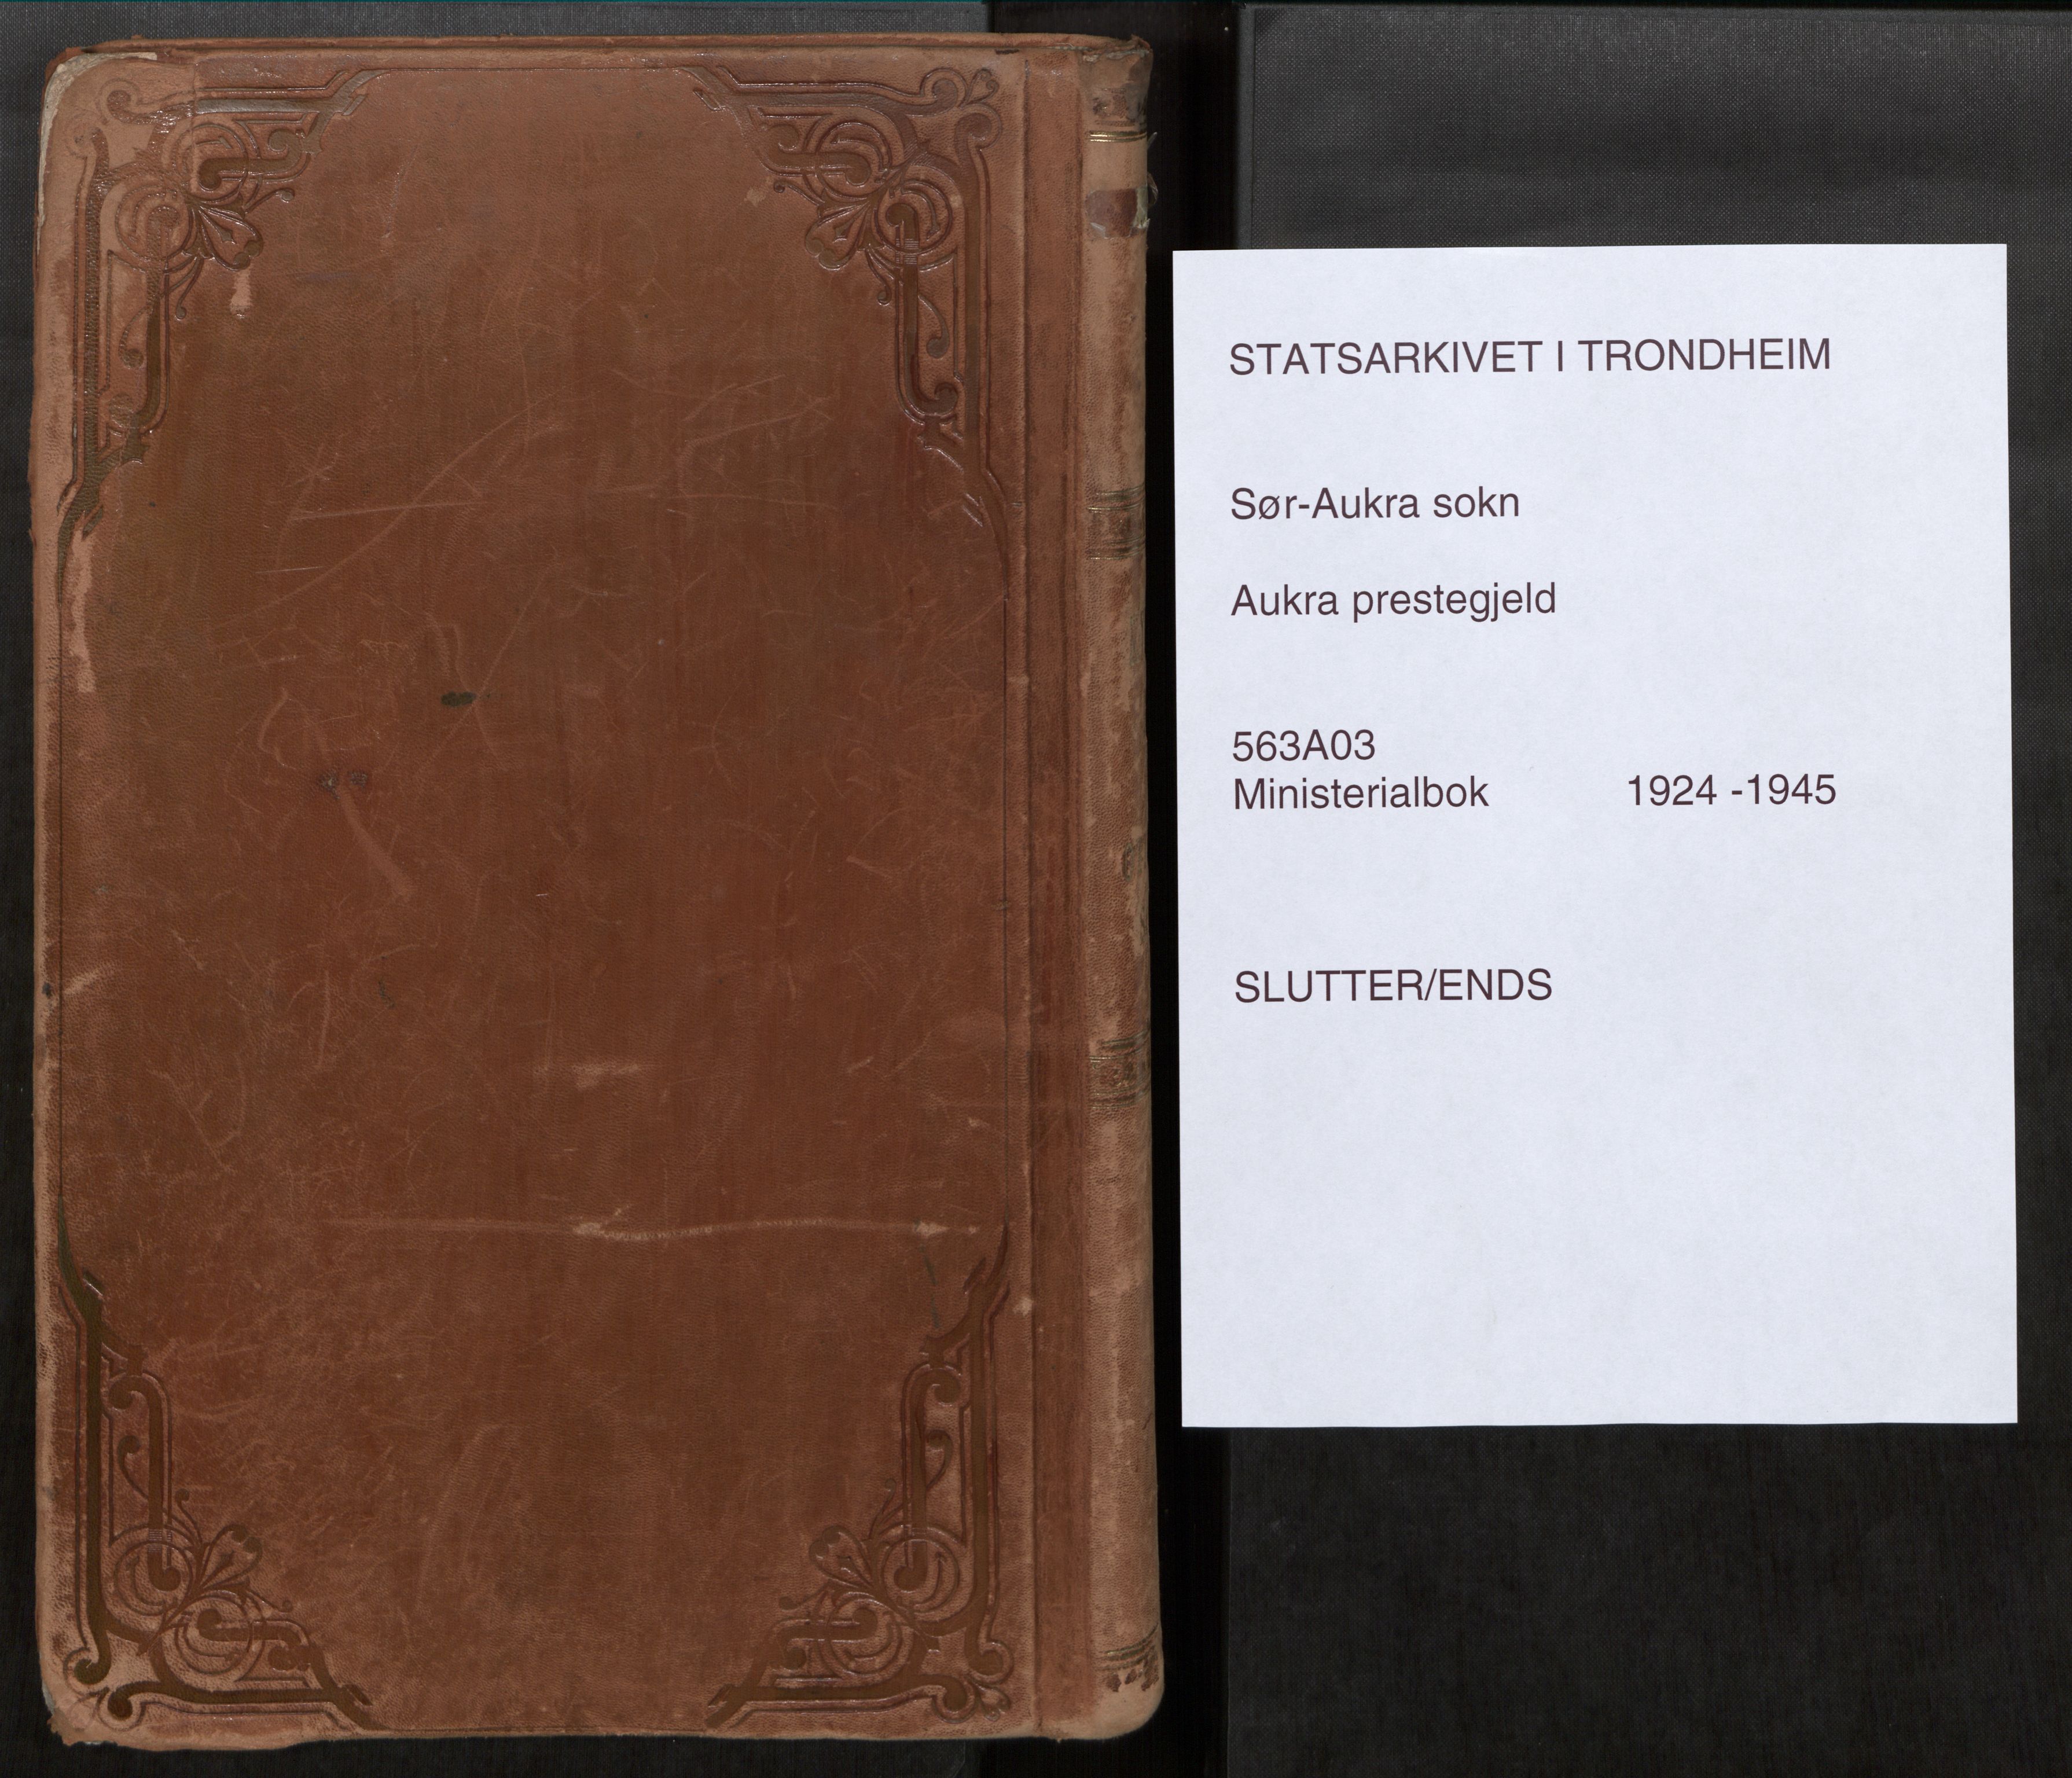 STATSARKIVET I TRONDHEIM
Sør-Aukra sokn
Aukra prestegjeld
563A03
Ministerialbok 1924 -1945
SLUTTER/ENDS